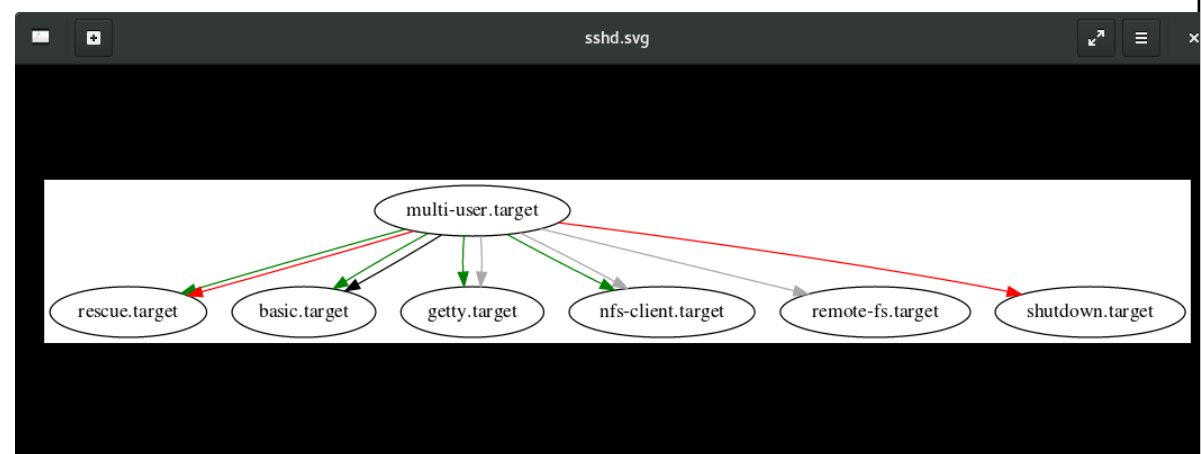 sshd.svg
multi-user.target
rescue.target
basic.target
getty.target
nfs-client.target
remote-fs.target
shutdown.target